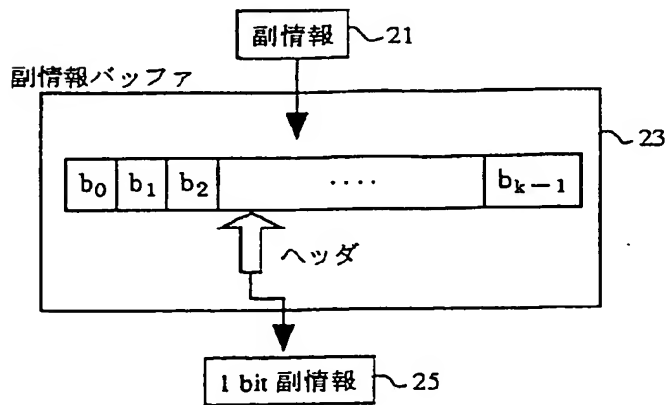 副情報 21
副情報バッファ
23
b₀ b₁ b₂ ‥‥ bₖ₋₁
ヘッダ
1 bit 副情報 25